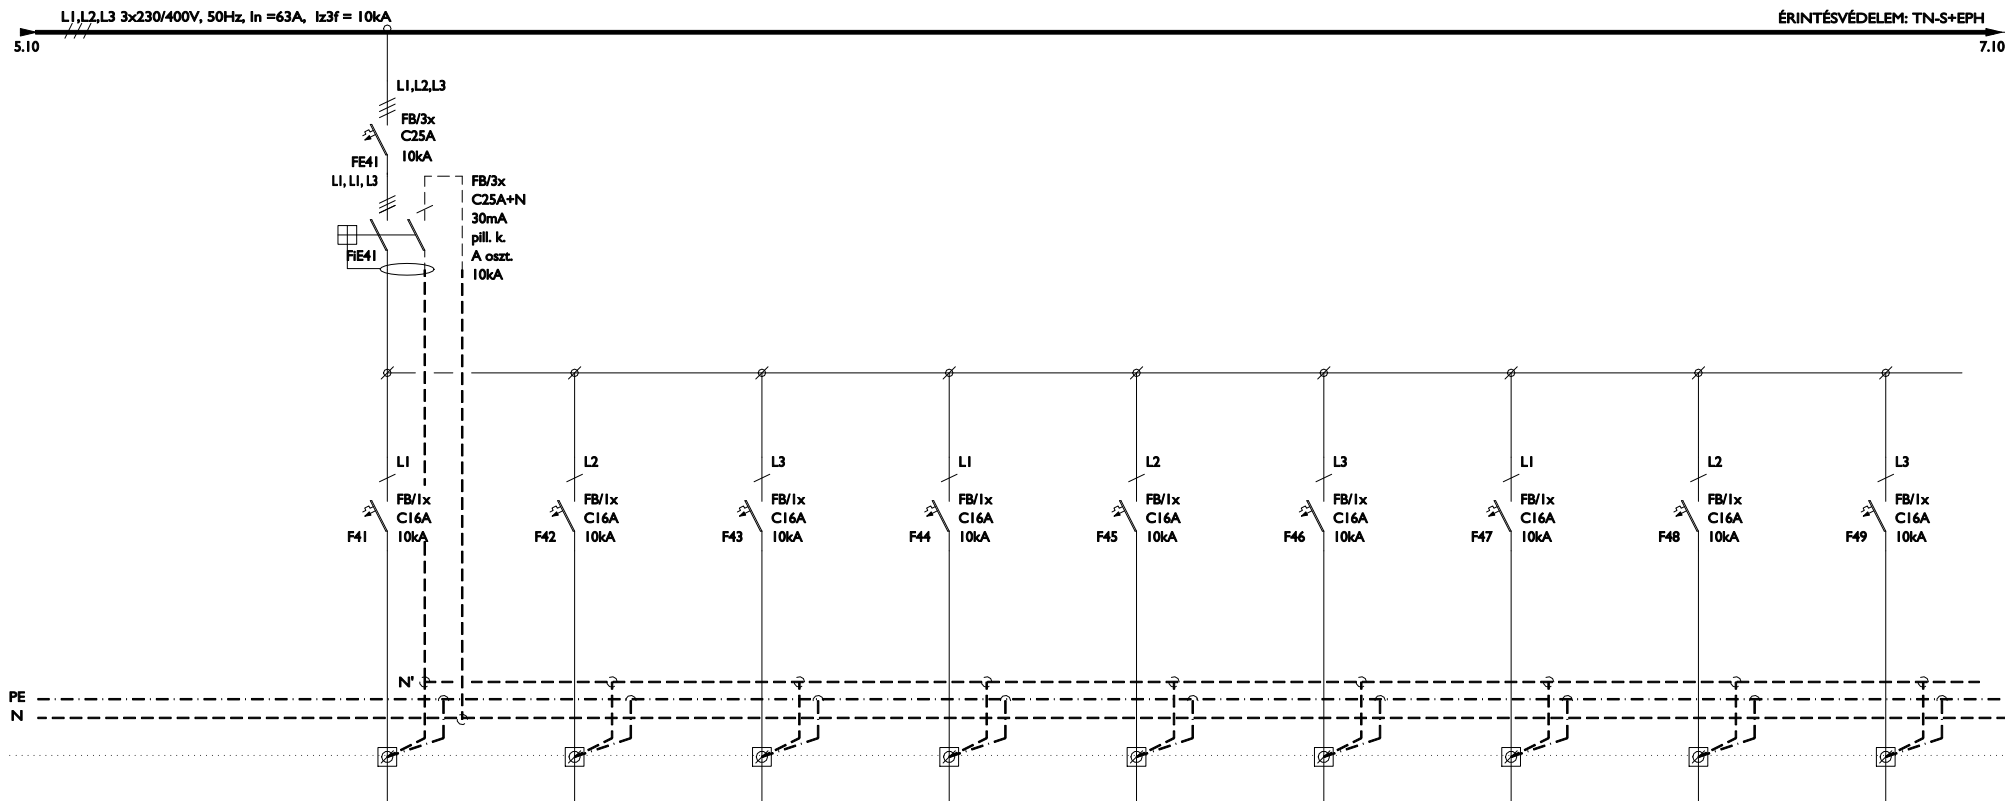 L1,L2,L3 3x230/400V, 50Hz, In =63A, Iz3f = 10kA
ÉRINTÉSVÉDELEM: TN-S+EPH
5.10
7.10
L1,L2,L3
FB/3x
C25A
10kA
FE41
L1, L1, L3
FB/3x
C25A+N
30mA
pill. k.
A oszt.
10kA
FiE41
L1
FB/1x
C16A
10kA
F41
L2
FB/1x
C16A
10kA
F42
L3
FB/1x
C16A
10kA
F43
L1
FB/1x
C16A
10kA
F44
L2
FB/1x
C16A
10kA
F45
L3
FB/1x
C16A
10kA
F46
L1
FB/1x
C16A
10kA
F47
L2
FB/1x
C16A
10kA
F48
L3
FB/1x
C16A
10kA
F49
N'
PE
N